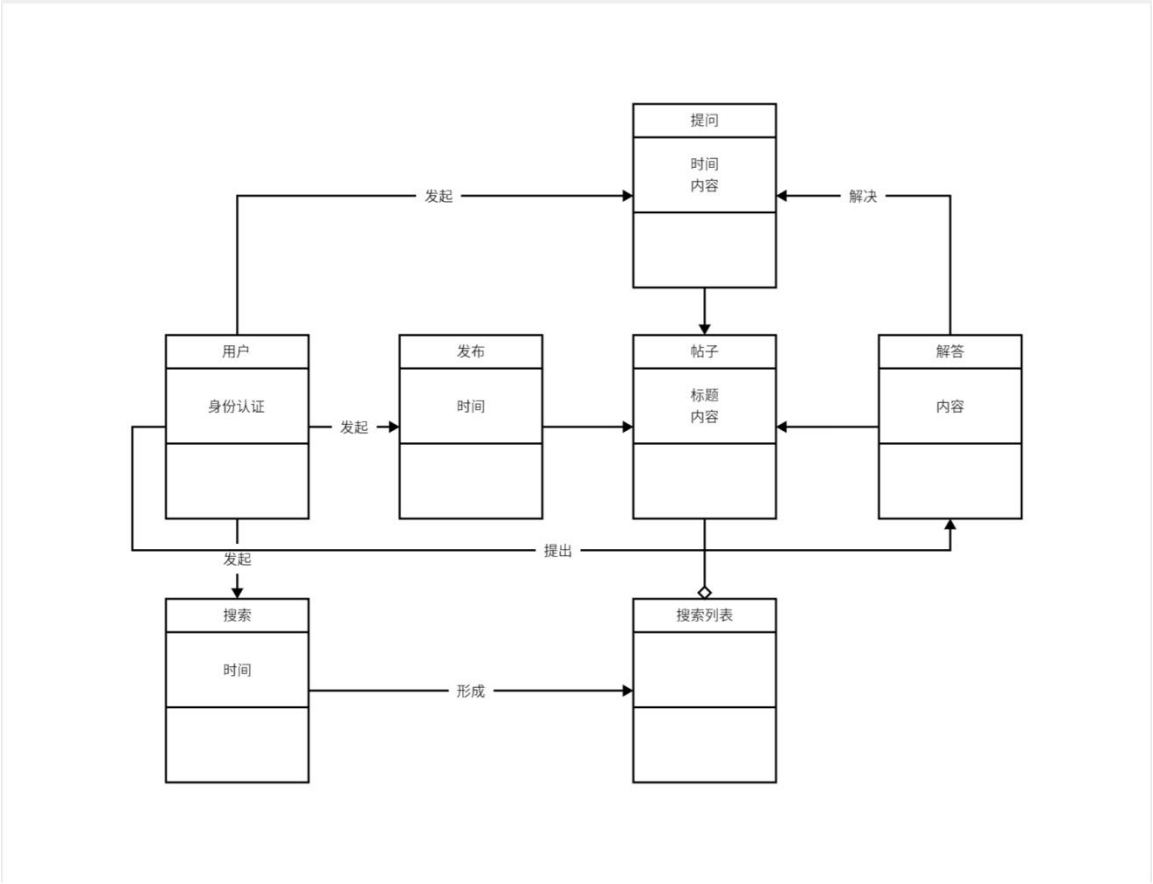 提问
时间
内容
发起
解决
用户
身份认证
发布
时间
帖子
标题
内容
解答
内容
发起
提出
发起
搜索
时间
搜索列表
形成